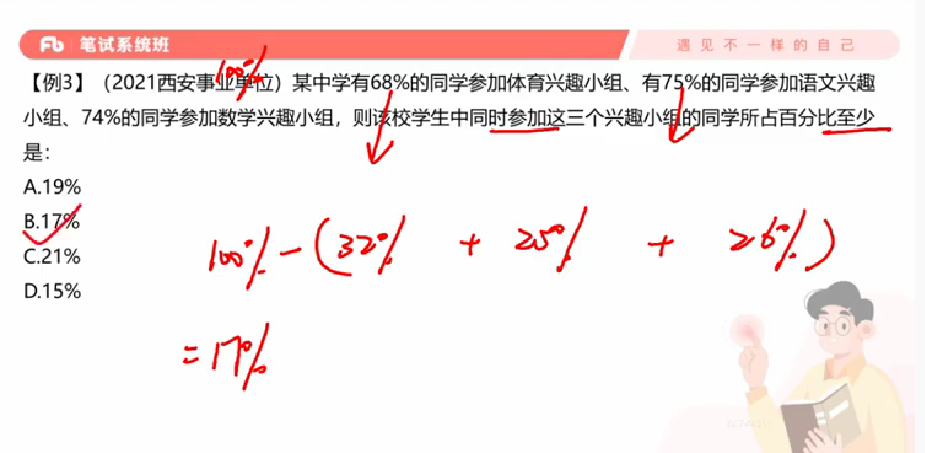 Fb 笔试系统班
遇见不一样的自己
100%
【例3】（2021西安事业单位）某中学有68%的同学参加体育兴趣小组、有75%的同学参加语文兴趣
小组、74%的同学参加数学兴趣小组，则该校学生中同时参加这三个兴趣小组的同学所占百分比至少
是：
A.19%
B.17%
C.21%
D.15%
100%-(32% + 25% + 26%)
=17%